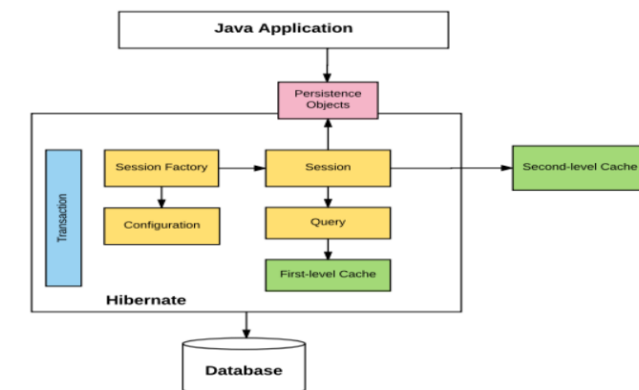 Java Application
Persistence
Objects
Session Factory
Session
Second-level Cache
Transaction
Configuration
Query
First-level Cache
Hibernate
Database